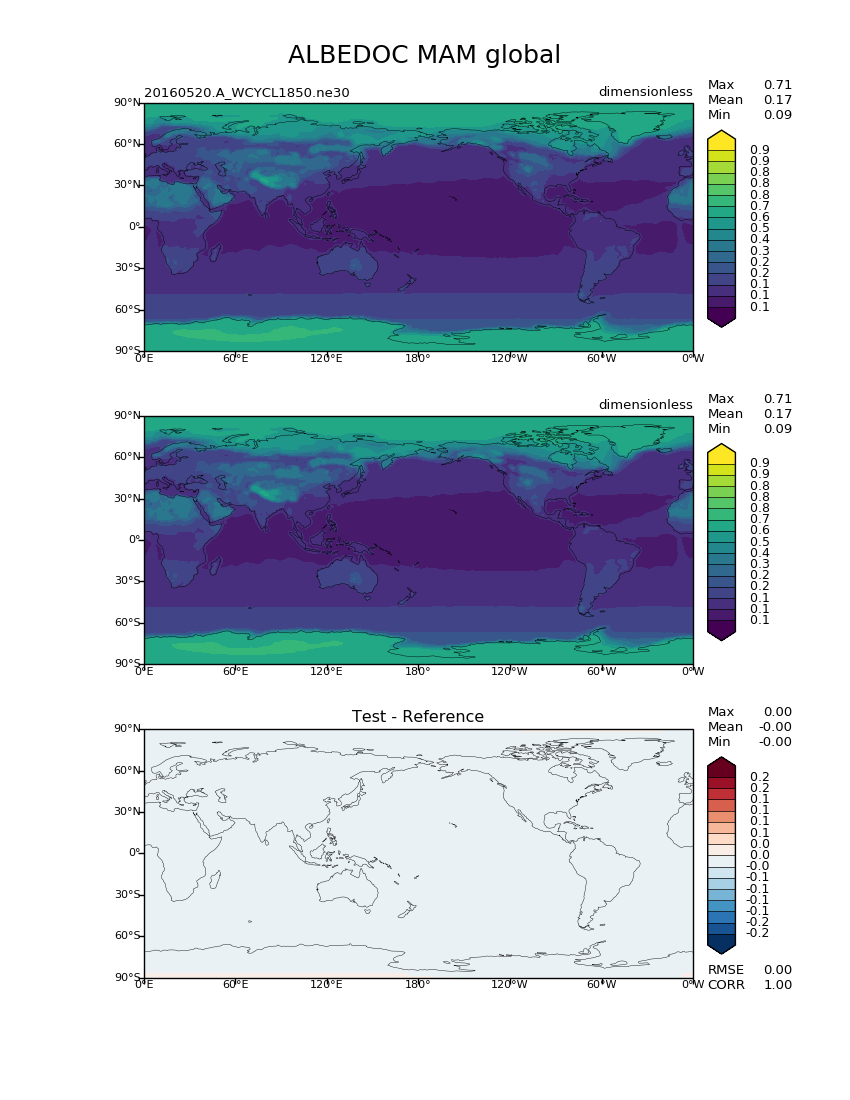 ALBEDOC MAM global
20160520.A_WCYCL1850.ne30
dimensionless
Max 0.71
Mean 0.17
Min 0.09
90°N
60°N
30°N
0°
30°S
60°S
90°S
0°E 60°E 120°E 180° 120°W 60°W 0°W
0.9
0.9
0.8
0.8
0.8
0.7
0.6
0.5
0.4
0.3
0.2
0.2
0.1
0.1
0.1
dimensionless
Max 0.71
Mean 0.17
Min 0.09
90°N
60°N
30°N
0°
30°S
60°S
90°S
0°E 60°E 120°E 180° 120°W 60°W 0°W
0.9
0.9
0.8
0.8
0.8
0.7
0.6
0.5
0.4
0.3
0.2
0.2
0.1
0.1
0.1
Test - Reference
Max 0.00
Mean -0.00
Min -0.00
90°N
60°N
30°N
0°
30°S
60°S
90°S
0°E 60°E 120°E 180° 120°W 60°W 0°W
0.2
0.2
0.1
0.1
0.1
0.1
0.0
0.0
-0.0
-0.1
-0.1
-0.1
-0.1
-0.2
-0.2
RMSE 0.00
CORR 1.00